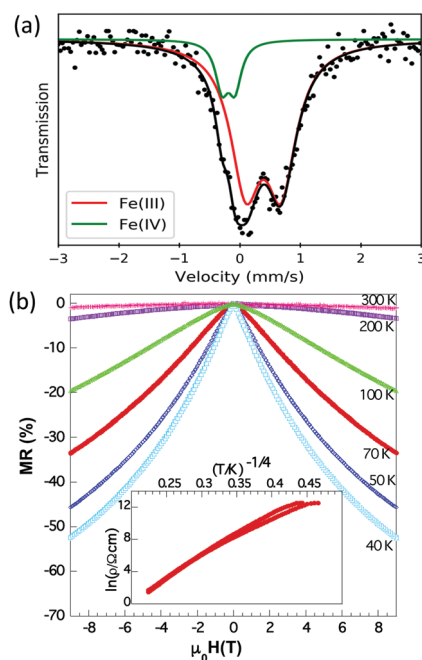 (a)
Transmission
Fe(III)
Fe(IV)
−3 −2 −1 0 1 2 3
Velocity (mm/s)
(b)
0
-10
-20
-30
-40
-50
-60
-70
MR (%)
300 K
200 K
100 K
70 K
50 K
40 K
(T/K)^-1/4
0.25 0.3 0.35 0.4 0.45
12
8
4
0
ln(ρ/Ωcm)
-8 -6 -4 -2 0 2 4 6 8
μ₀H(T)